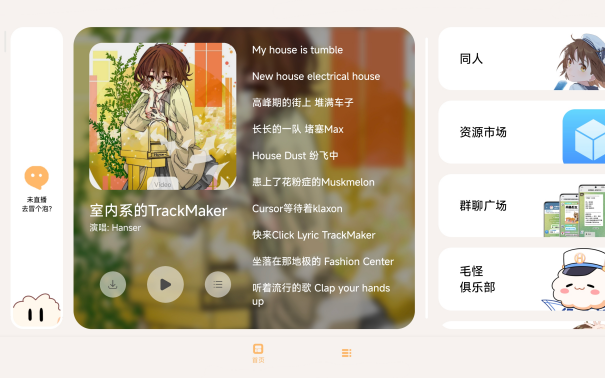 未直播
去冒个泡?
Video
室内系的TrackMaker
演唱: Hanser
My house is tumble
New house electrical house
高峰期的街上 堆满车子
长长的一队 堵塞Max
House Dust 纷飞中
患上了花粉症的Muskmelon
Cursor等待着klaxon
快来Click Lyric TrackMaker
坐落在那地极的 Fashion Center
听着流行的歌 Clap your hands
up
同人
资源市场
群聊广场
毛怪
俱乐部
首页